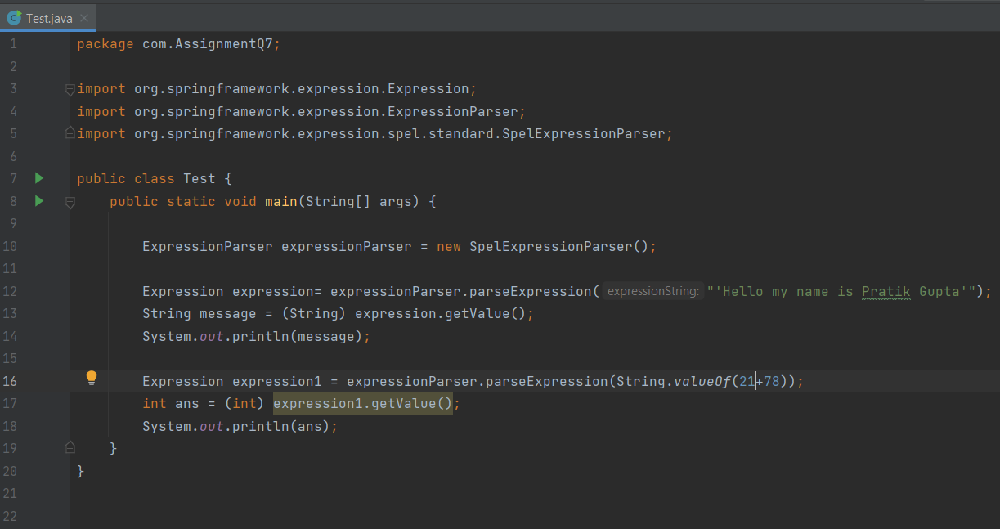 Test.java
1 package com.AssignmentQ7;
2
3 import org.springframework.expression.Expression;
4 import org.springframework.expression.ExpressionParser;
5 import org.springframework.expression.spel.standard.SpelExpressionParser;
6
7 public class Test {
8 public static void main(String[] args) {
9
10 ExpressionParser expressionParser = new SpelExpressionParser();
11
12 Expression expression= expressionParser.parseExpression( expressionString: "'Hello my name is Pratik Gupta'");
13 String message = (String) expression.getValue();
14 System.out.println(message);
15
16 Expression expression1 = expressionParser.parseExpression(String.valueOf(21+78));
17 int ans = (int) expression1.getValue();
18 System.out.println(ans);
19 }
20 }
21
22